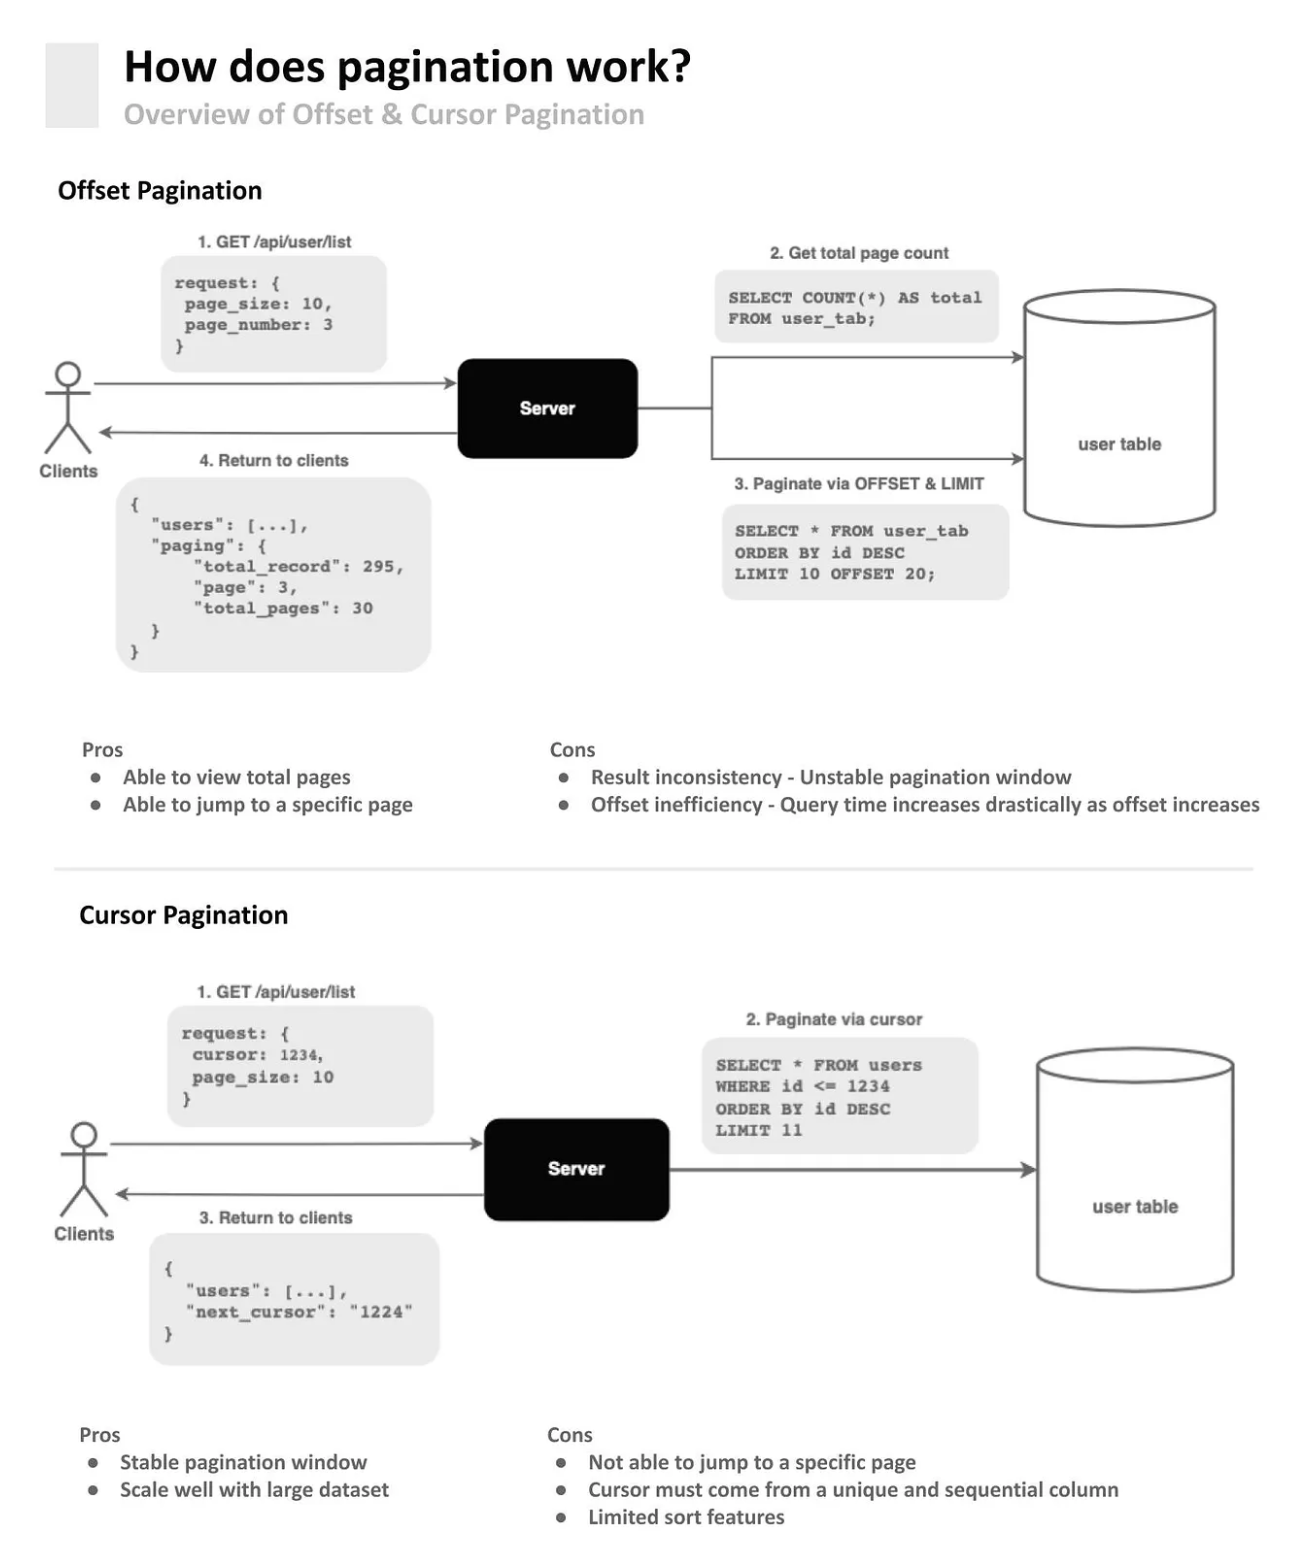 How does pagination work?
Overview of Offset & Cursor Pagination
Offset Pagination
1. GET /api/user/list
request: {
page_size: 10,
page_number: 3
}
2. Get total page count
SELECT COUNT(*) AS total
FROM user_tab;
Clients
Server
user table
4. Return to clients
{
"users": [...],
"paging": {
"total_record": 295,
"page": 3,
"total_pages": 30
}
}
3. Paginate via OFFSET & LIMIT
SELECT * FROM user_tab
ORDER BY id DESC
LIMIT 10 OFFSET 20;
Pros
● Able to view total pages
● Able to jump to a specific page
Cons
● Result inconsistency - Unstable pagination window
● Offset inefficiency - Query time increases drastically as offset increases
Cursor Pagination
1. GET /api/user/list
request: {
cursor: 1234,
page_size: 10
}
2. Paginate via cursor
SELECT * FROM users
WHERE id <= 1234
ORDER BY id DESC
LIMIT 11
Clients
Server
user table
3. Return to clients
{
"users": [...],
"next_cursor": "1224"
}
Pros
● Stable pagination window
● Scale well with large dataset
Cons
● Not able to jump to a specific page
● Cursor must come from a unique and sequential column
● Limited sort features